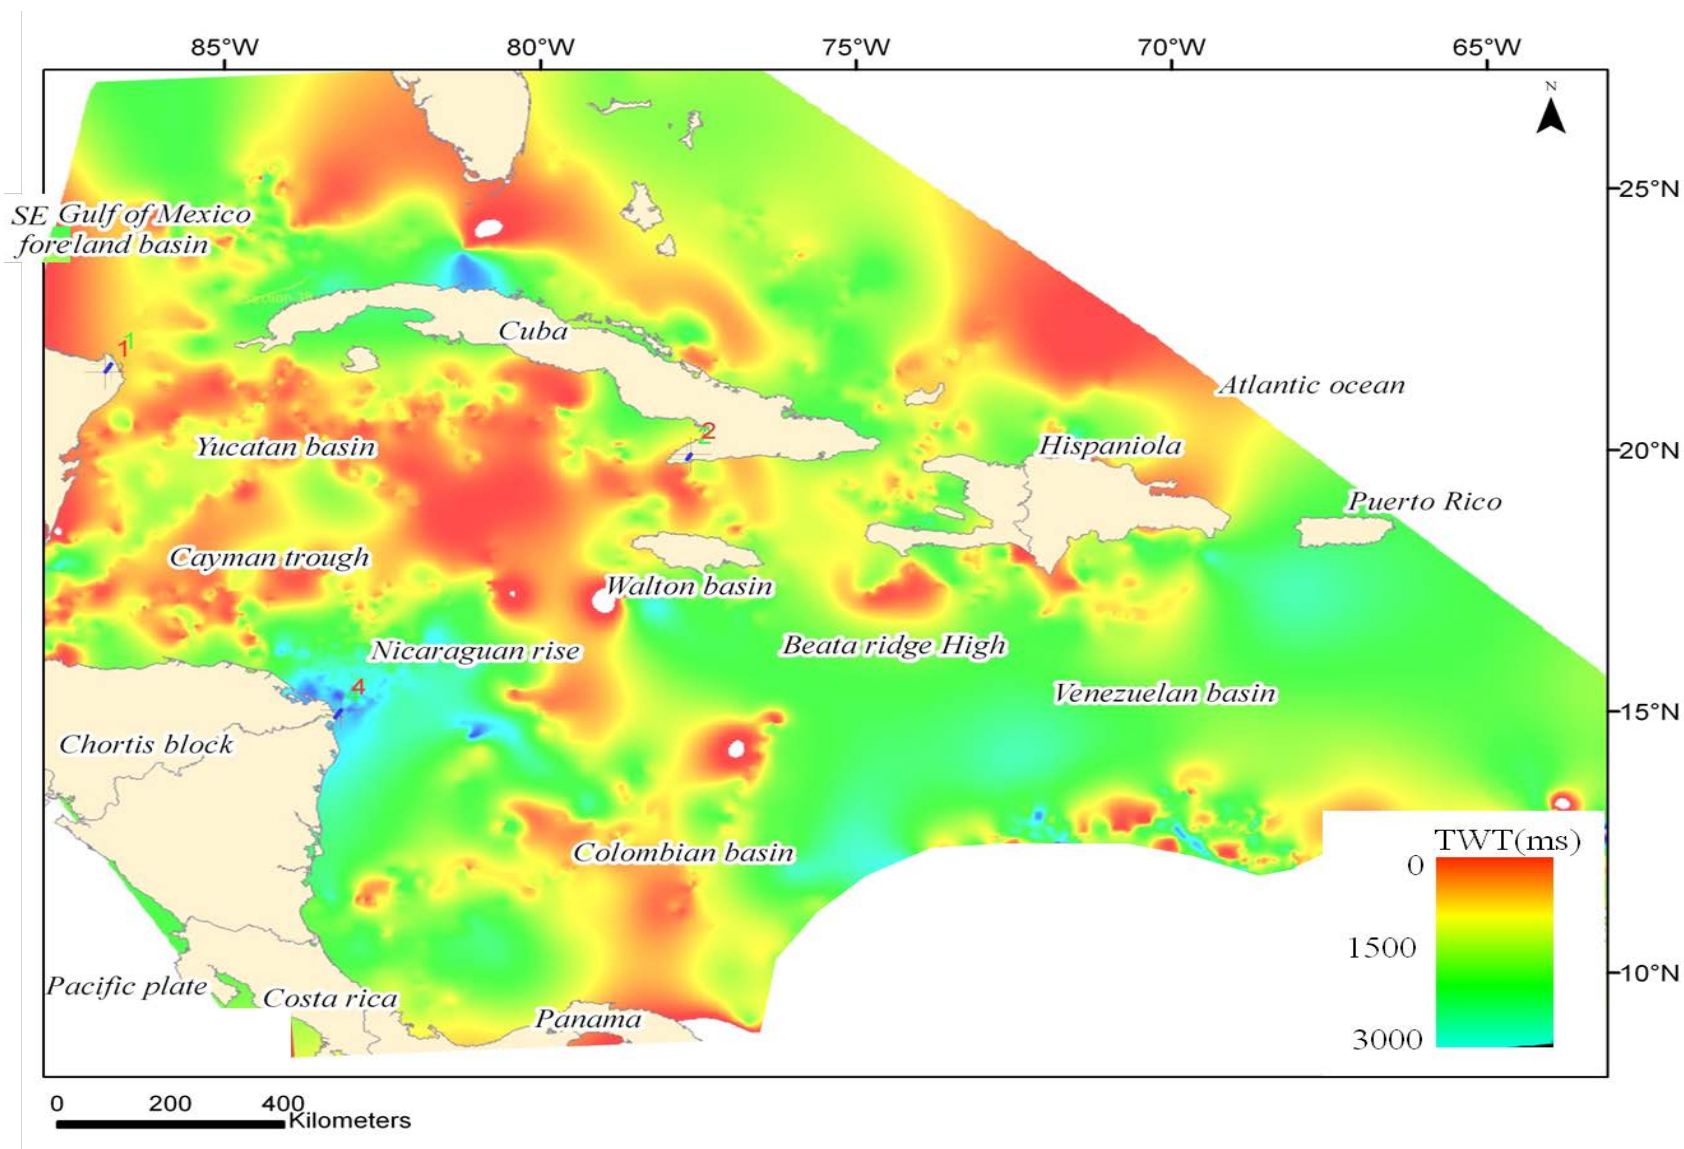 85°W 80°W 75°W 70°W 65°W
N
25°N
SE Gulf of Mexico
foreland basin
Cuba
1
1
Atlantic ocean
2
2
20°N
Yucatan basin
Hispaniola
Puerto Rico
Cayman trough
Walton basin
Nicaraguan rise
Beata ridge High
4
Venezuelan basin
15°N
Chortis block
Colombian basin
TWT(ms)
0
1500
3000
10°N
Pacific plate
Costa rica
Panama
0 200 400
Kilometers